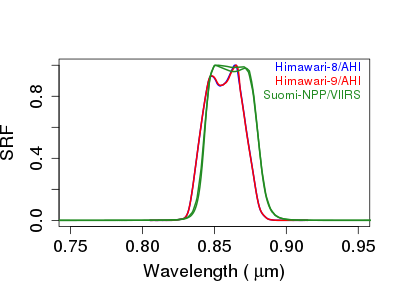 Himawari-8/AHI
Himawari-9/AHI
Suomi-NPP/VIIRS
SRF
0.8
0.4
0.0
0.75 0.80 0.85 0.90 0.95
Wavelength ( μm)